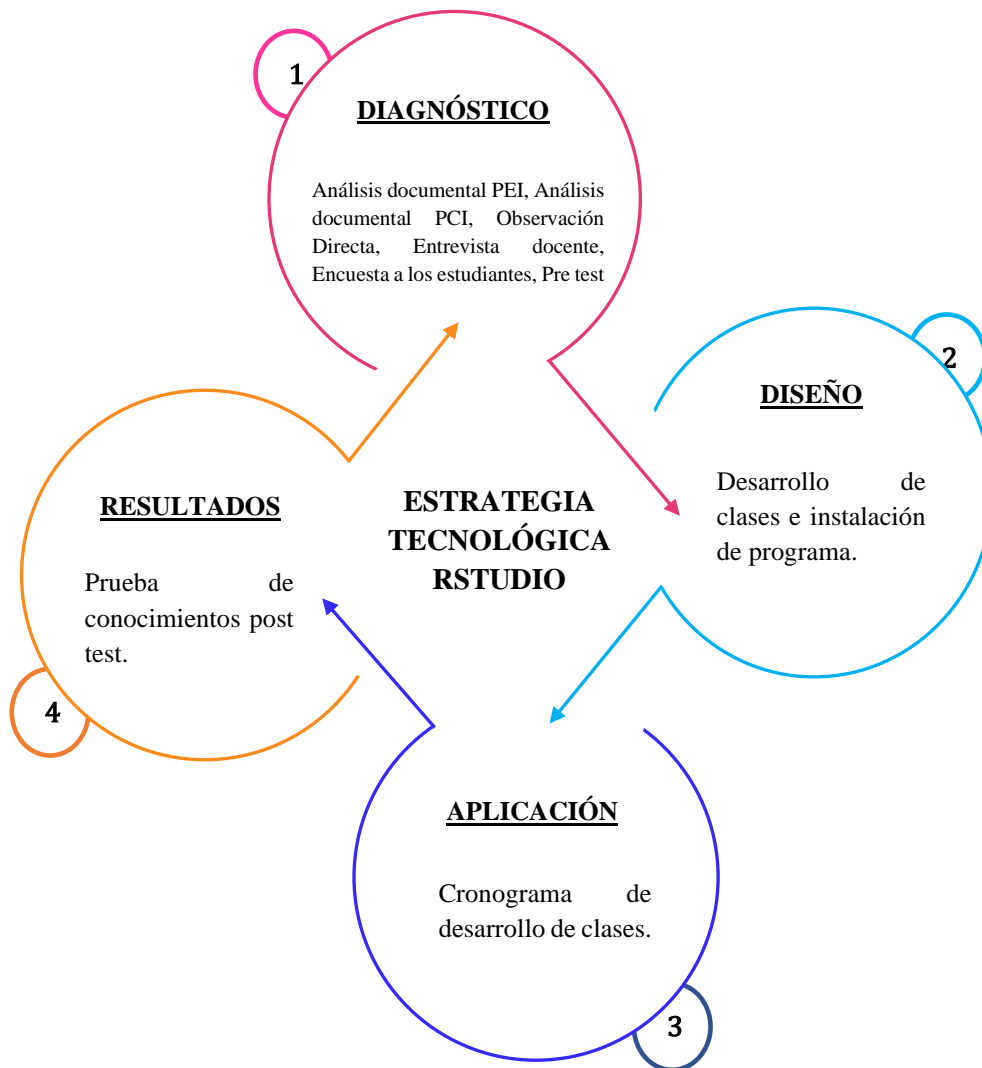 1
DIAGNÓSTICO
Análisis documental PEI, Análisis
documental PCI, Observación
Directa, Entrevista docente,
Encuesta a los estudiantes, Pre test
2
DISEÑO
Desarrollo de
clases e instalación
de programa.
ESTRATEGIA
TECNOLÓGICA
RSTUDIO
RESULTADOS
Prueba de
conocimientos post
test.
4
APLICACIÓN
Cronograma de
desarrollo de clases.
3